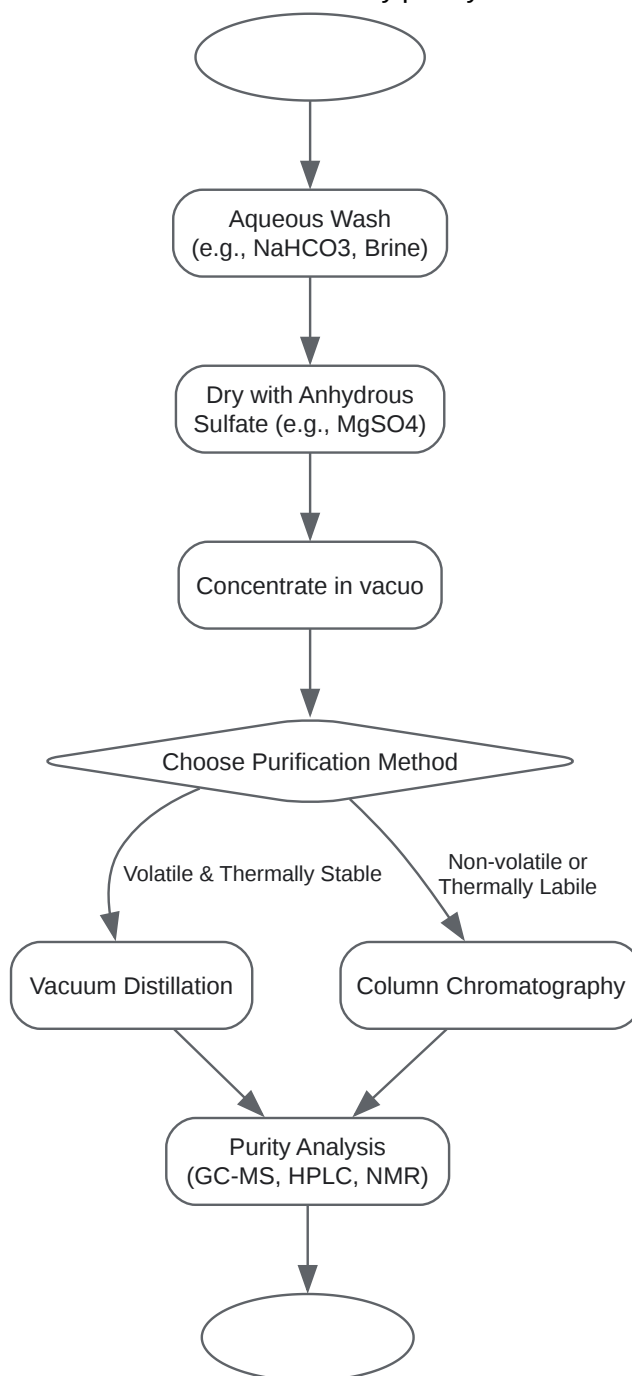 Aqueous Wash
(e.g., NaHCO3, Brine)
Dry with Anhydrous
Sulfate (e.g., MgSO4)
Concentrate in vacuo
Choose Purification Method
Volatile & Thermally Stable
Non-volatile or
Thermally Labile
Vacuum Distillation
Column Chromatography
Purity Analysis
(GC-MS, HPLC, NMR)